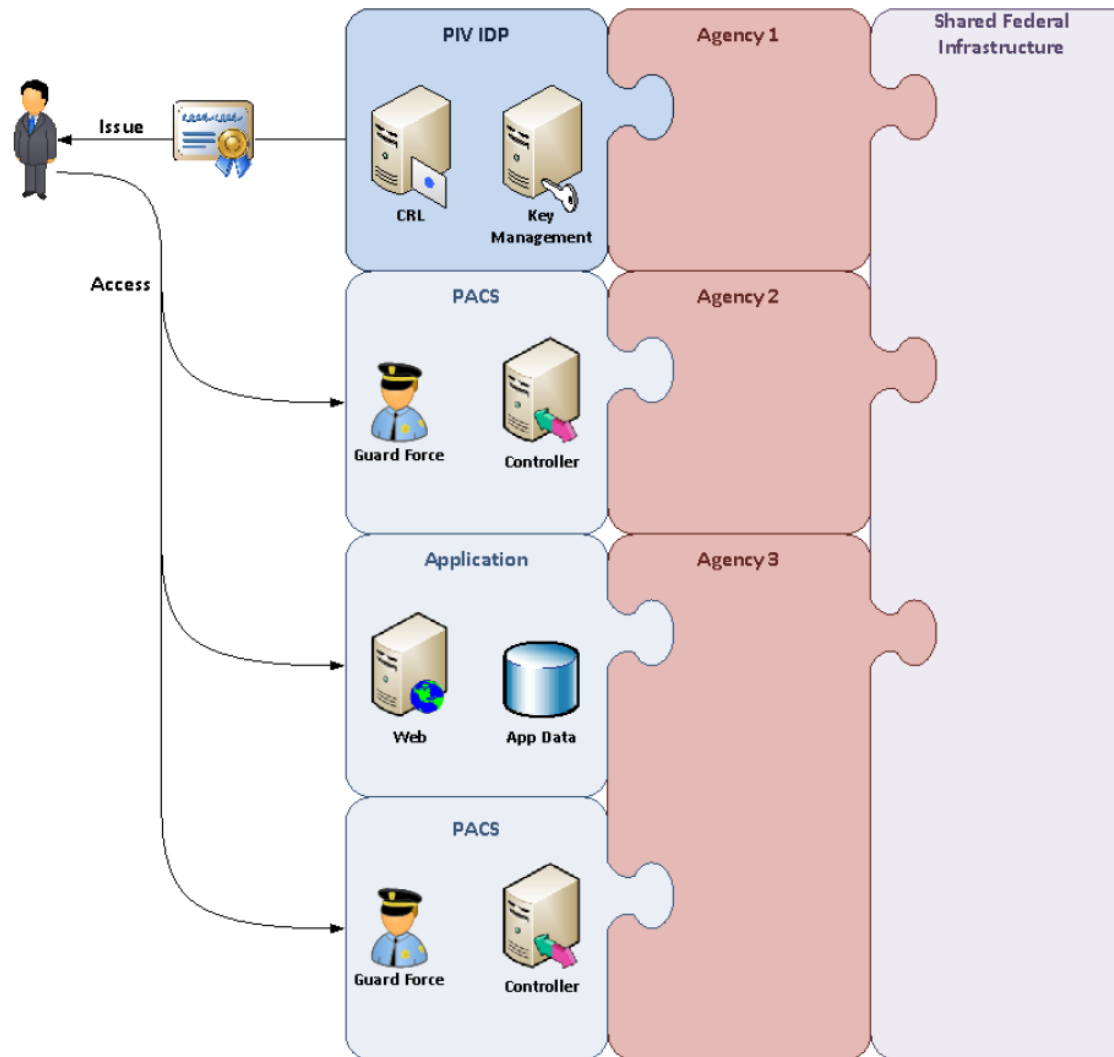 PIV IDP
Agency 1
Shared Federal
Infrastructure
Issue
CRL
Key
Management
Access
PACS
Agency 2
Guard Force
Controller
Application
Agency 3
Web
App Data
PACS
Guard Force
Controller